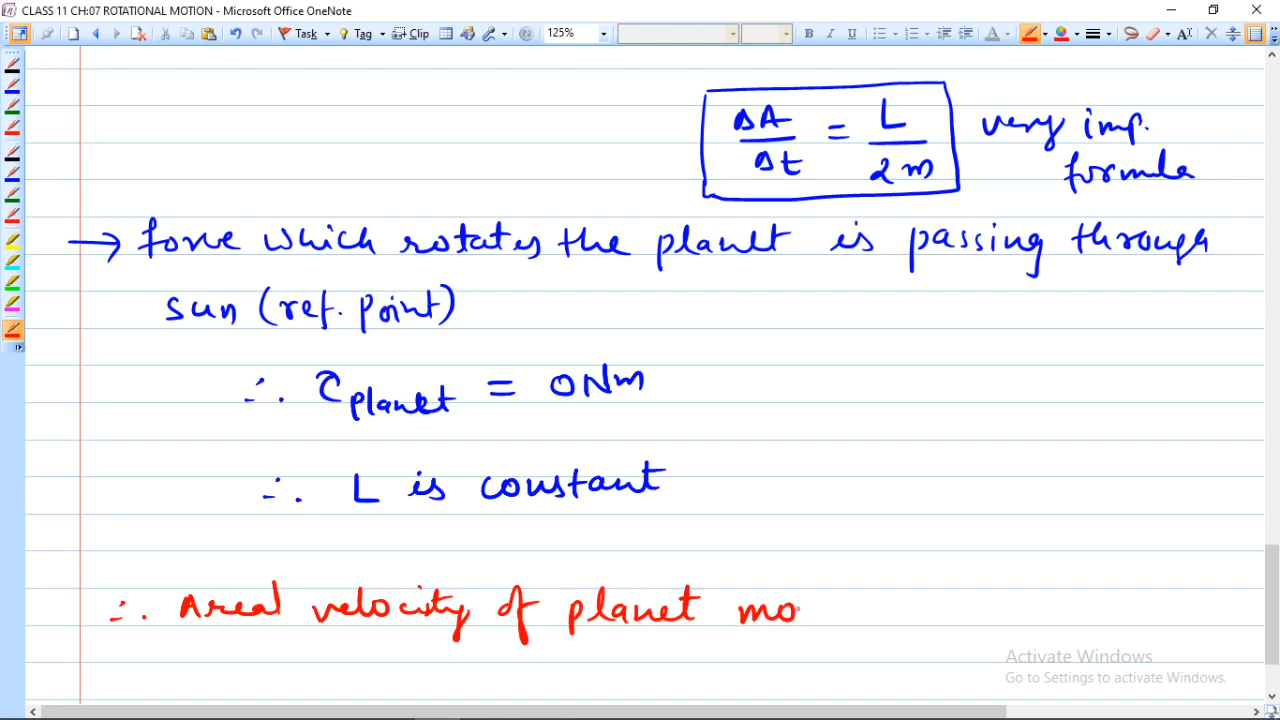 CLASS 11 CH:07 ROTATIONAL MOTION - Microsoft OneNote
Task Tag Clip 125% B I U A
ΔA/Δt = L/2m very imp. formula
→ force which rotates the planet is passing through
sun (ref. point)
∴ τplanet = 0Nm
∴ L is constant
∴ Areal velocity of planet mo
Activate Windows
Go to Settings to activate Windows.